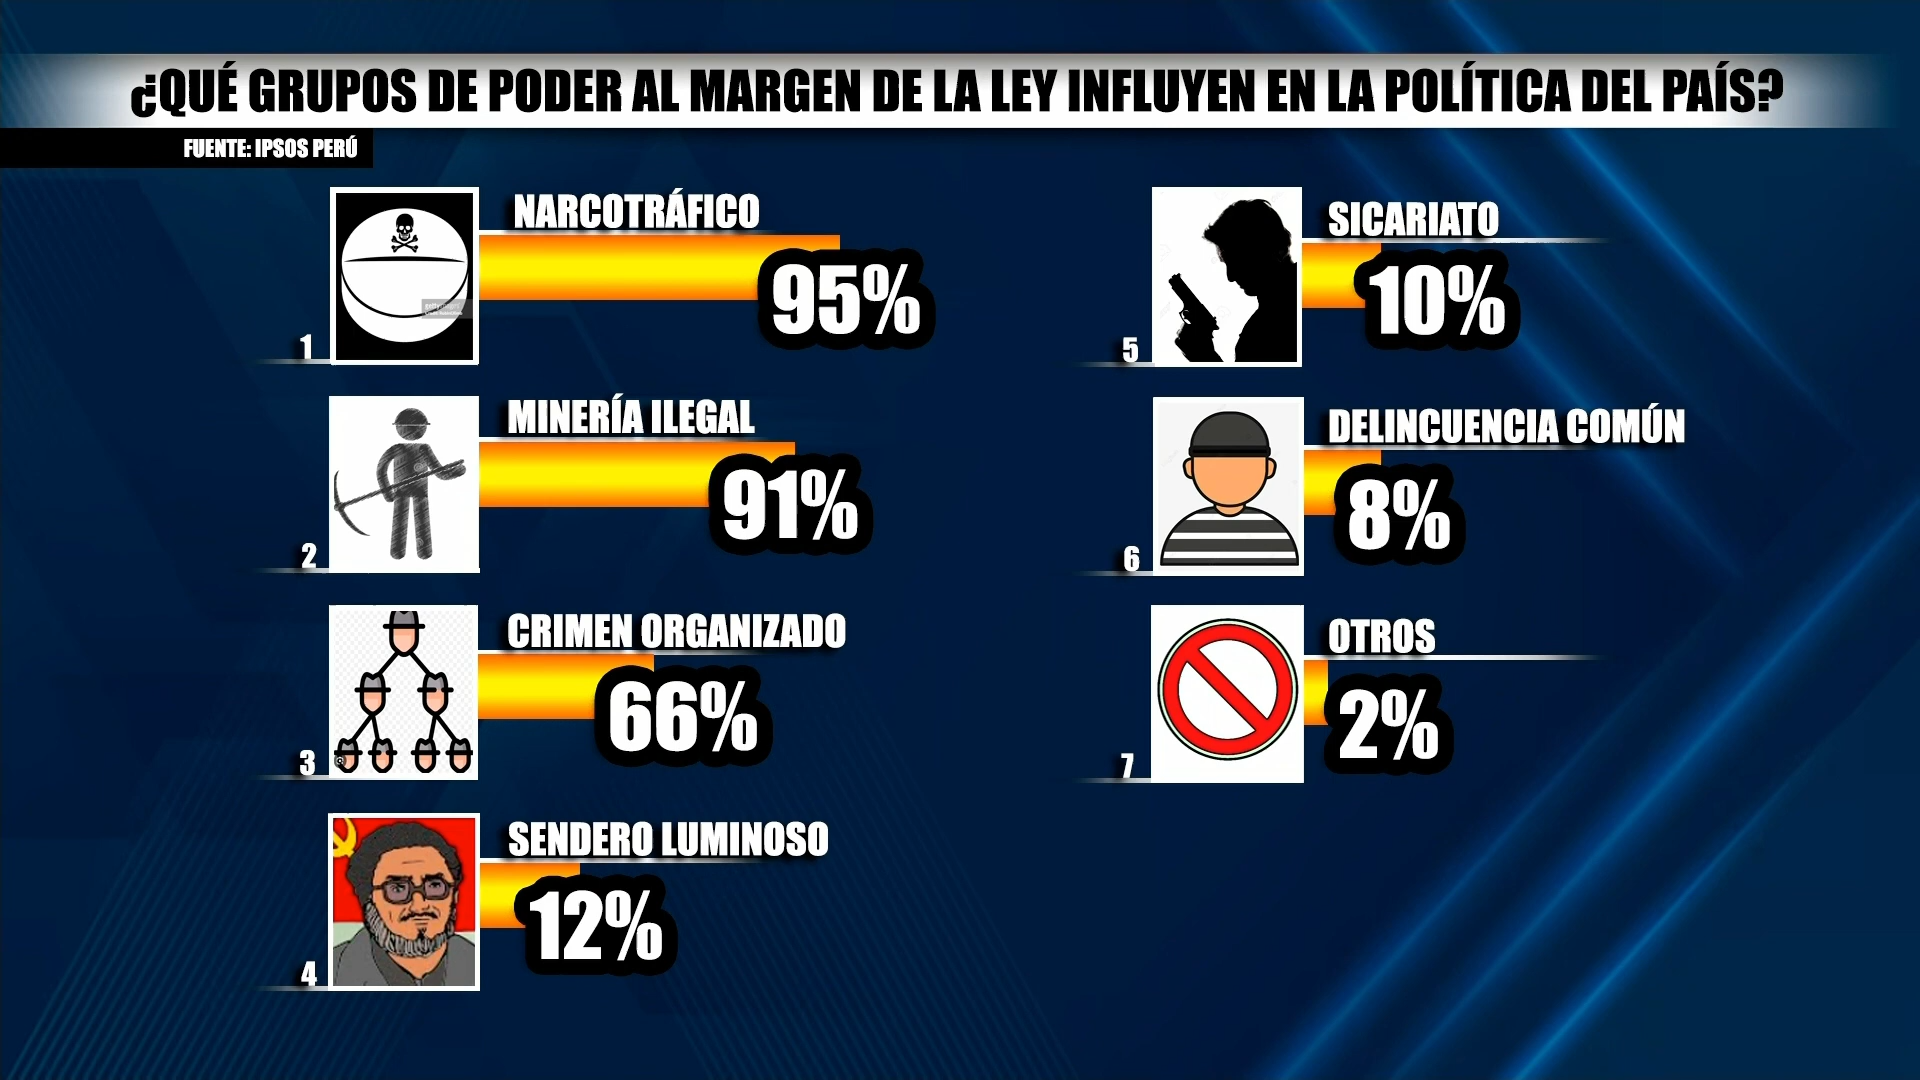 ¿QUÉ GRUPOS DE PODER AL MARGEN DE LA LEY INFLUYEN EN LA POLÍTICA DEL PAÍS?
FUENTE: IPSOS PERÚ
1
NARCOTRÁFICO
95%
2
MINERÍA ILEGAL
91%
3
CRIMEN ORGANIZADO
66%
4
SENDERO LUMINOSO
12%
5
SICARIATO
10%
6
DELINCUENCIA COMÚN
8%
7
OTROS
2%